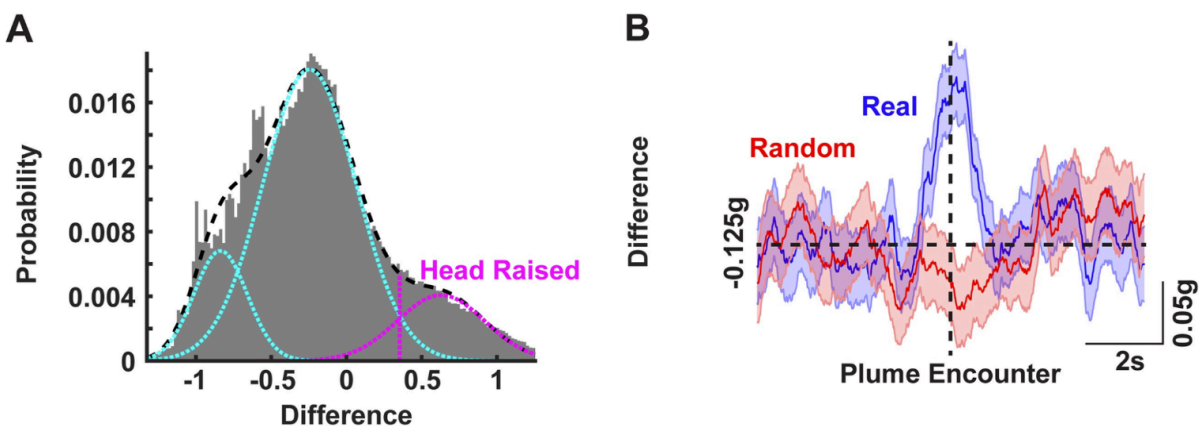 A
Probability
0.016
0.012
0.008
0.004
0
-1
-0.5
0
0.5
1
Difference
Head Raised
B
Difference
-0.125g
Real
Random
Plume Encounter
2s
0.05g